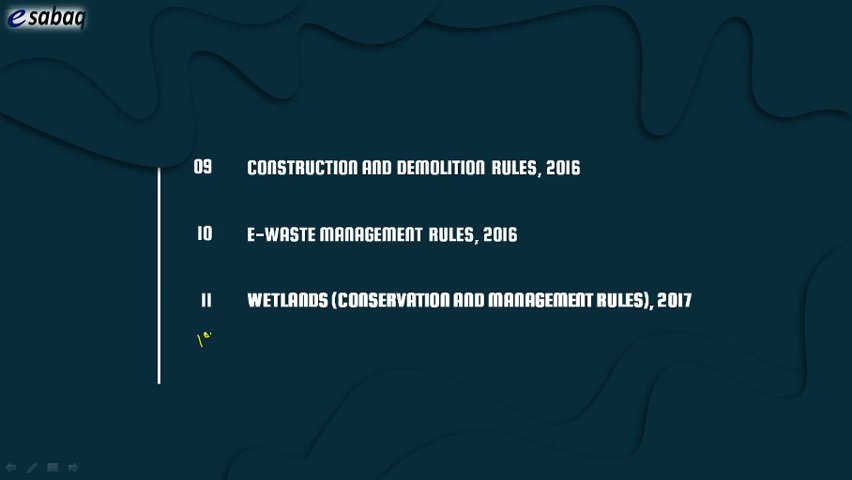 esabaq
09 CONSTRUCTION AND DEMOLITION RULES, 2016
10 E-WASTE MANAGEMENT RULES, 2016
11 WETLANDS (CONSERVATION AND MANAGEMENT RULES), 2017